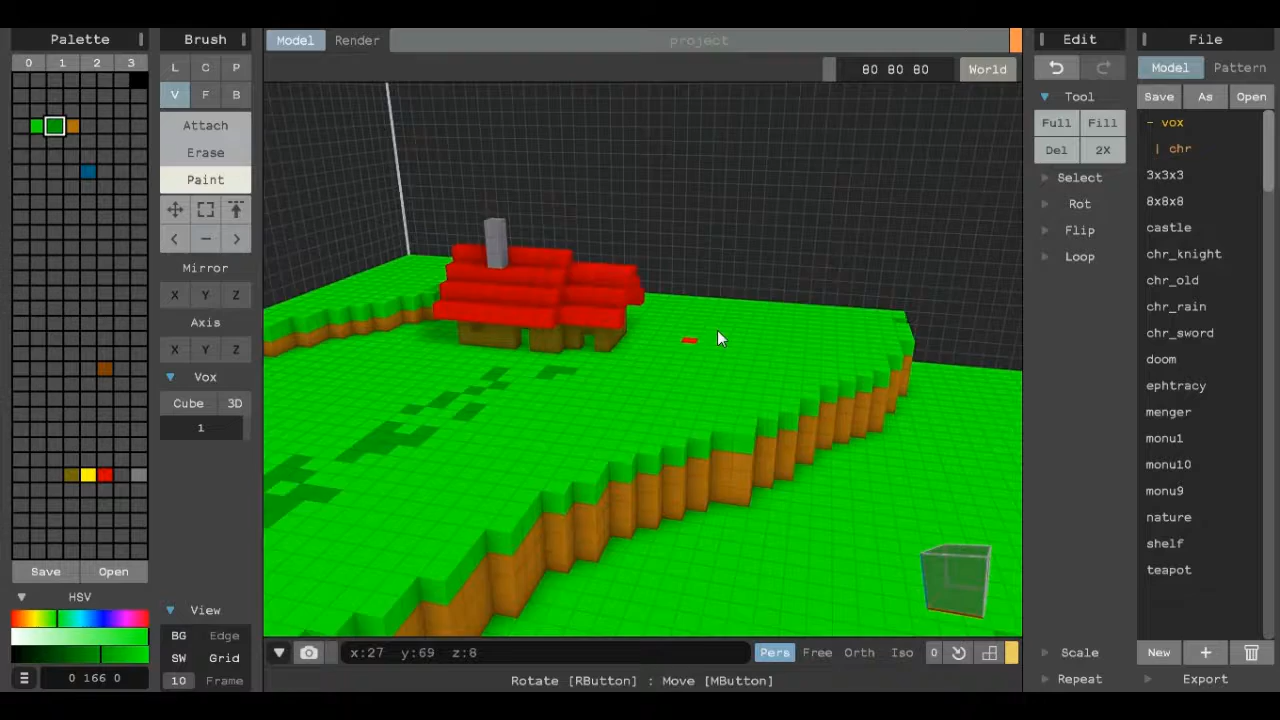 Palette
0 1 2 3
Save Open
HSV
0 166 0
Brush
L C P
V F B
Attach
Erase
Paint
< – >
Mirror
X Y Z
Axis
X Y Z
Vox
Cube 3D
1
View
BG Edge
SW Grid
10 Frame
Model Render project
80 80 80 World
x:27 y:69 z:8 Pers Free Orth Iso 0
Rotate [RButton] : Move [MButton]
Edit
Tool
Full Fill
Del 2X
Select
Rot
Flip
Loop
Scale
Repeat
File
Model Pattern
Save As Open
– vox
| chr
3x3x3
8x8x8
castle
chr_knight
chr_old
chr_rain
chr_sword
doom
ephtracy
menger
monu1
monu10
monu9
nature
shelf
teapot
New +
Export